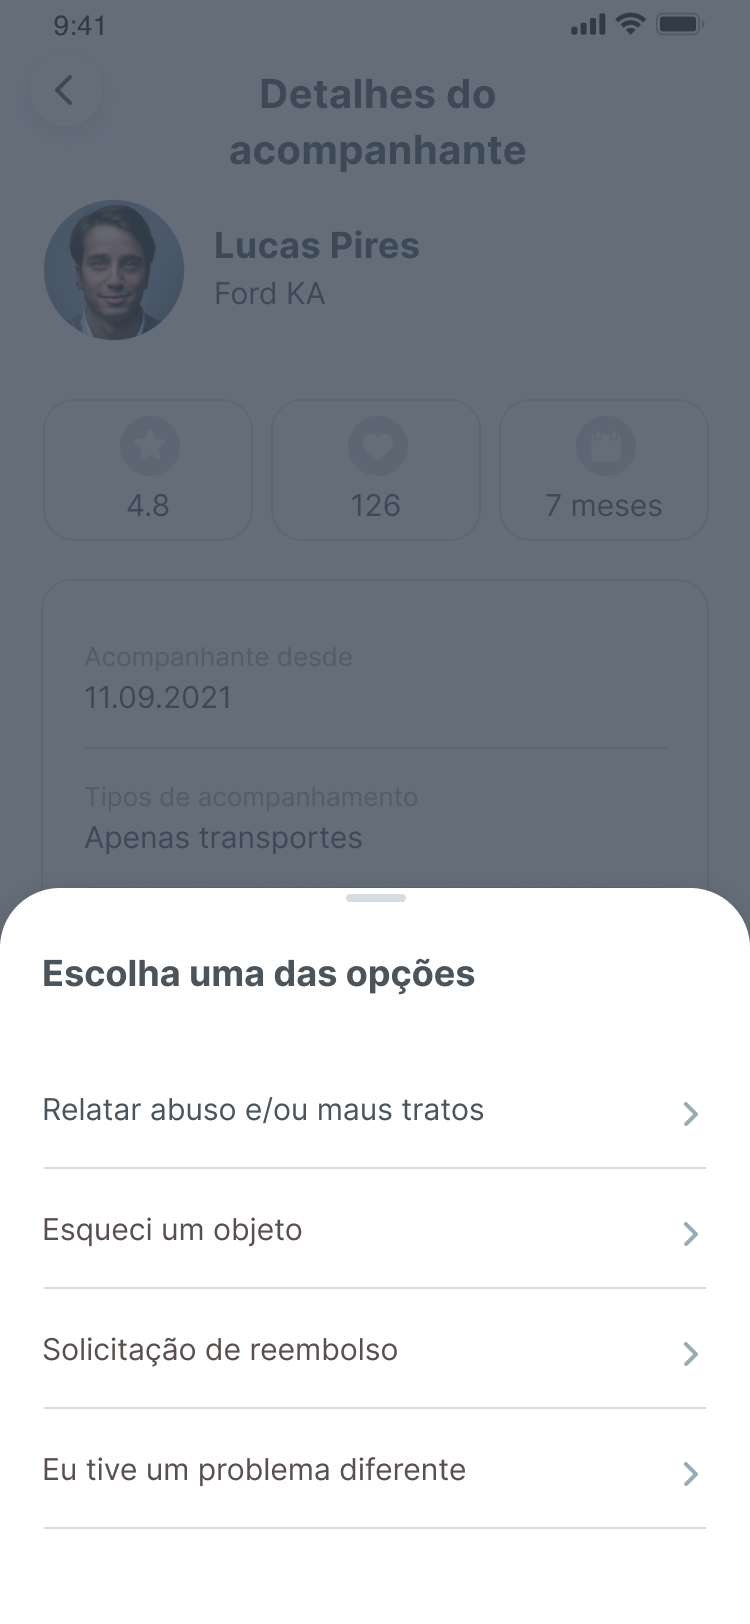 9:41
Detalhes do
acompanhante
Lucas Pires
Ford KA
4.8
126
7 meses
Acompanhante desde
11.09.2021
Tipos de acompanhamento
Apenas transportes
Escolha uma das opções
Relatar abuso e/ou maus tratos
Esqueci um objeto
Solicitação de reembolso
Eu tive um problema diferente